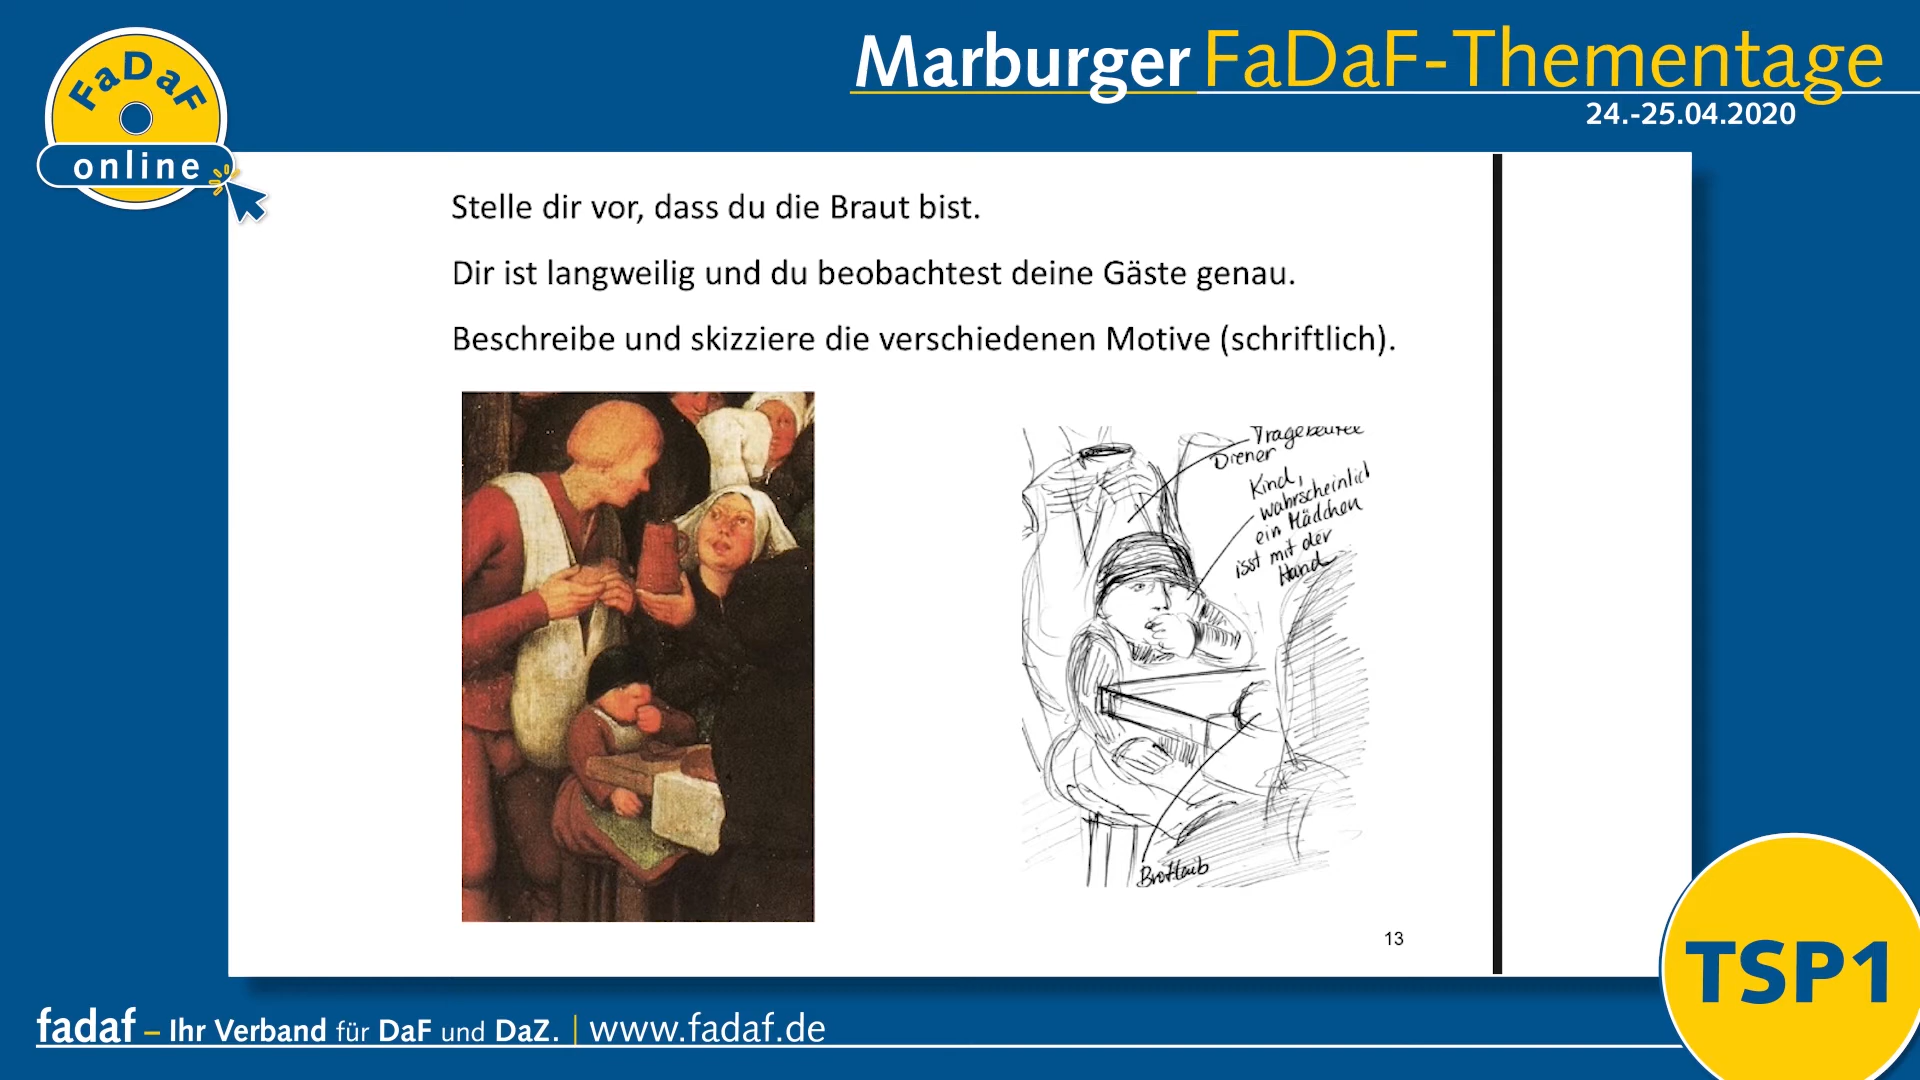 FaDaF
online
Marburger FaDaF-Thementage
24.-25.04.2020
Stelle dir vor, dass du die Braut bist.
Dir ist langweilig und du beobachtest deine Gäste genau.
Beschreibe und skizziere die verschiedenen Motive (schriftlich).
Diener
Kind,
wahrscheinlich
ein Mädchen
isst mit der
Hand
Brotlaib
13
TSP1
fadaf – Ihr Verband für DaF und DaZ. | www.fadaf.de